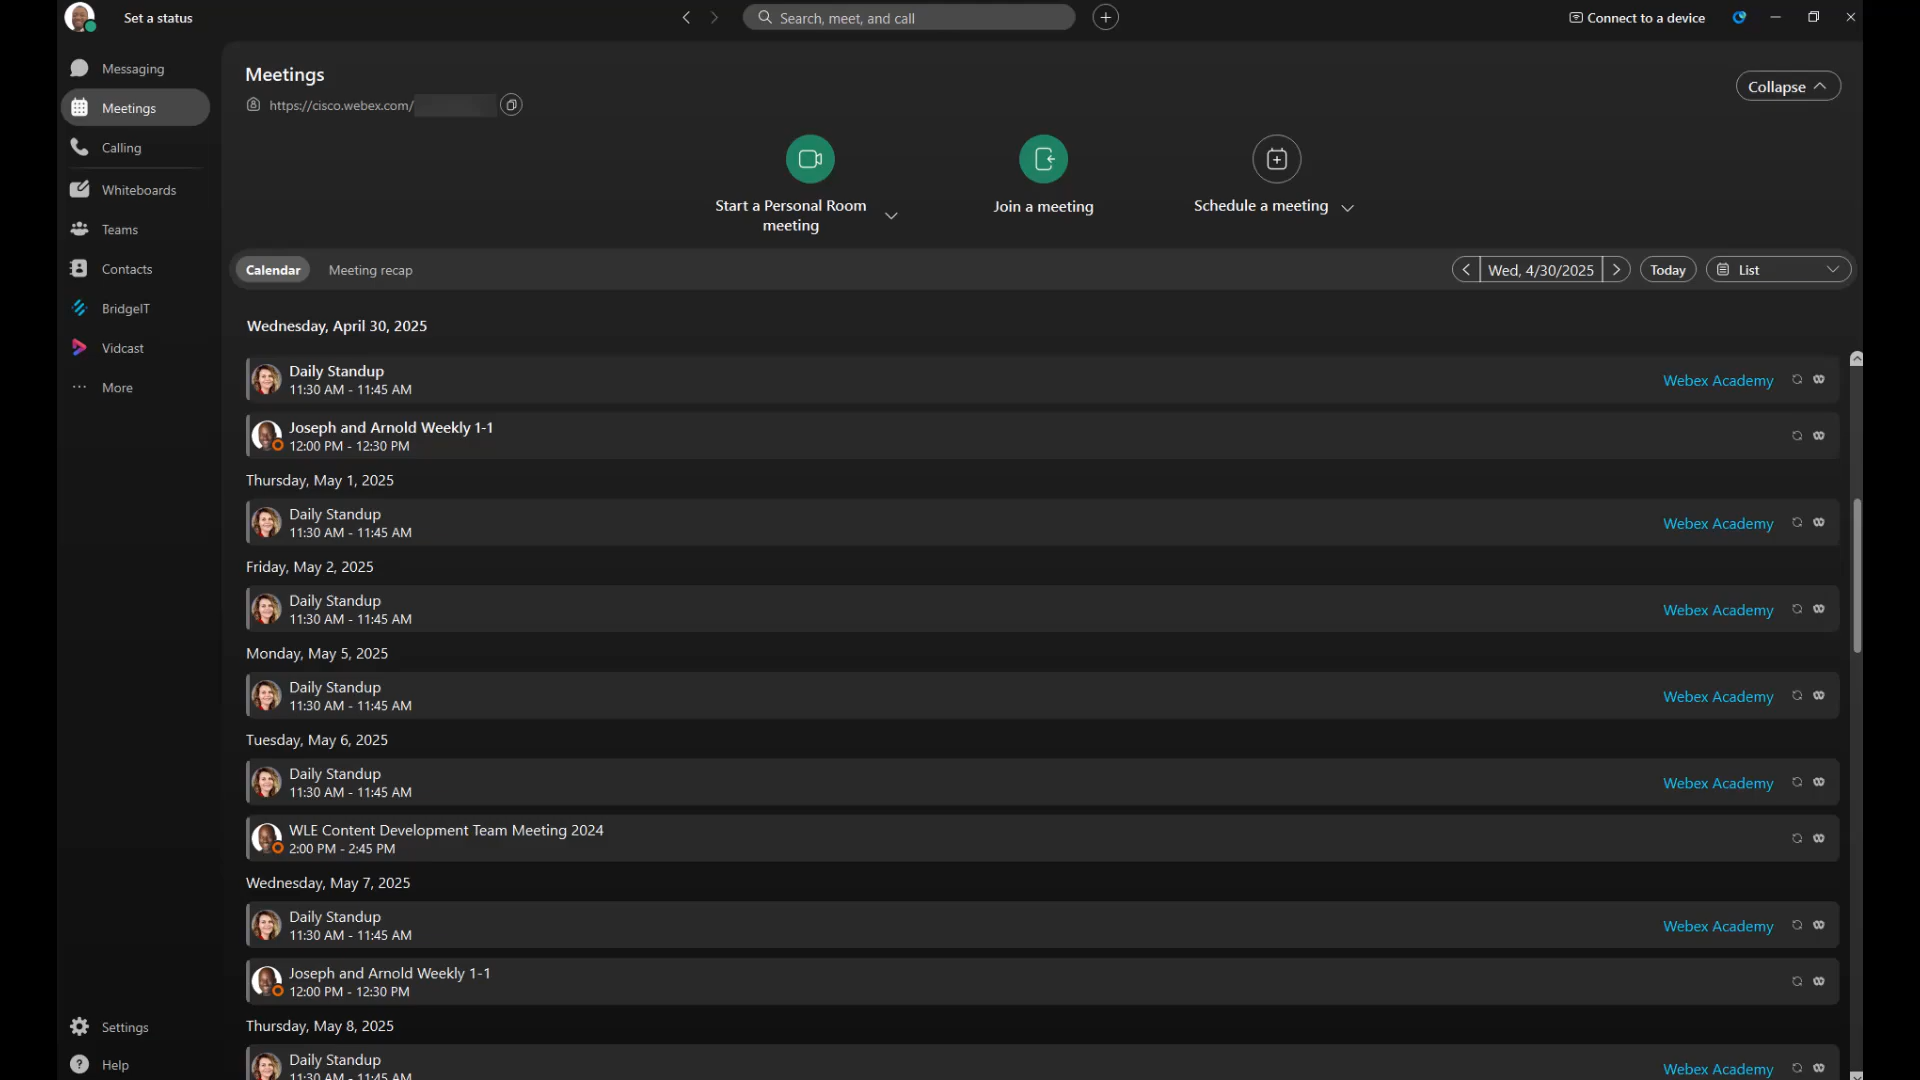 Set a status
Search, meet, and call
Connect to a device
Messaging
Meetings
Calling
Whiteboards
Teams
Contacts
BridgeIT
Vidcast
More
Settings
Help
Meetings
https://cisco.webex.com/
Collapse
Start a Personal Room
meeting
Join a meeting
Schedule a meeting
Calendar
Meeting recap
Wed, 4/30/2025
Today
List
Wednesday, April 30, 2025
Daily Standup
11:30 AM - 11:45 AM
Webex Academy
Joseph and Arnold Weekly 1-1
12:00 PM - 12:30 PM
Thursday, May 1, 2025
Daily Standup
11:30 AM - 11:45 AM
Webex Academy
Friday, May 2, 2025
Daily Standup
11:30 AM - 11:45 AM
Webex Academy
Monday, May 5, 2025
Daily Standup
11:30 AM - 11:45 AM
Webex Academy
Tuesday, May 6, 2025
Daily Standup
11:30 AM - 11:45 AM
Webex Academy
WLE Content Development Team Meeting 2024
2:00 PM - 2:45 PM
Wednesday, May 7, 2025
Daily Standup
11:30 AM - 11:45 AM
Webex Academy
Joseph and Arnold Weekly 1-1
12:00 PM - 12:30 PM
Thursday, May 8, 2025
Daily Standup
11:30 AM - 11:45 AM
Webex Academy